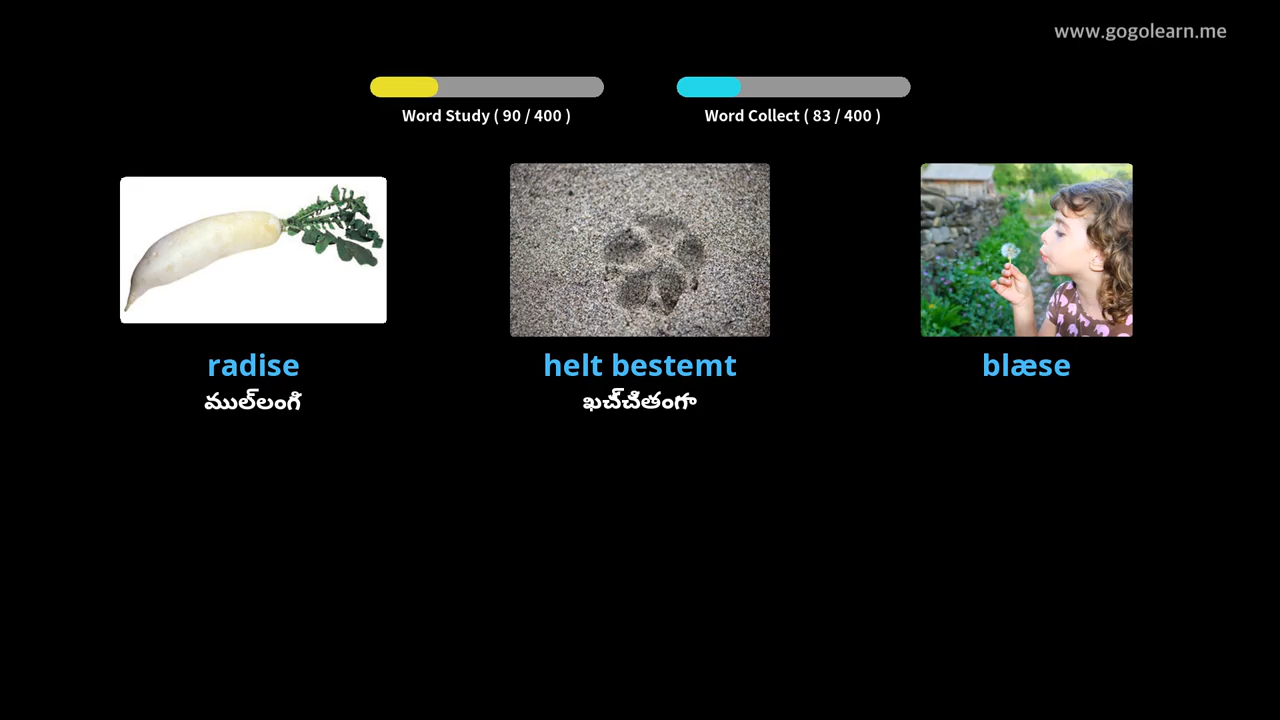 www.gogolearn.me
Word Study ( 90 / 400 )
Word Collect ( 83 / 400 )
radise
ముల్లంగి
helt bestemt
ఖచ్చితంగా
blæse